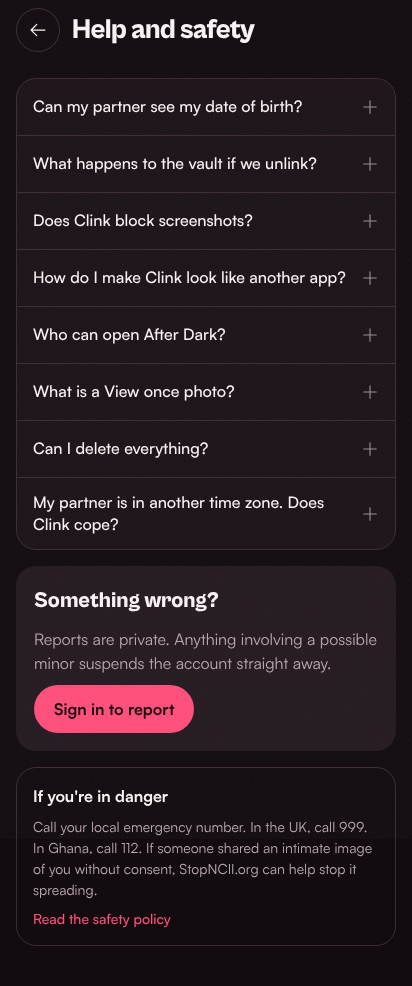 Help and safety
Can my partner see my date of birth?
What happens to the vault if we unlink?
Does Clink block screenshots?
How do I make Clink look like another app?
Who can open After Dark?
What is a View once photo?
Can I delete everything?
My partner is in another time zone. Does
Clink cope?
Something wrong?
Reports are private. Anything involving a possible
minor suspends the account straight away.
Sign in to report
If you're in danger
Call your local emergency number. In the UK, call 999.
In Ghana, call 112. If someone shared an intimate image
of you without consent, StopNCII.org can help stop it
spreading.
Read the safety policy